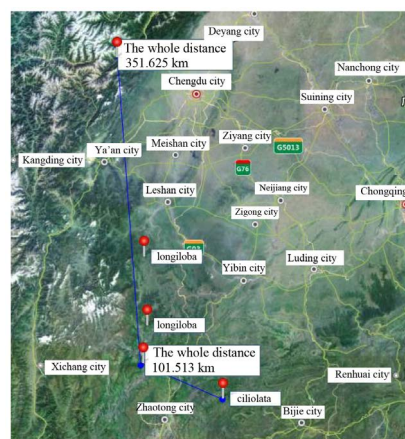 Deyang city
The whole distance
351.625 km
Nanchong city
Chengdu city
Suining city
Ziyang city
G5013
Meishan city
Ya'an city
Kangding city
G76
Leshan city
Neijiang city
Chongqing
Zigong city
longiloba
Yibin city
Luding city
longiloba
The whole distance
101.513 km
Xichang city
Renhuai city
ciliolata
Zhaotong city
Bijie city